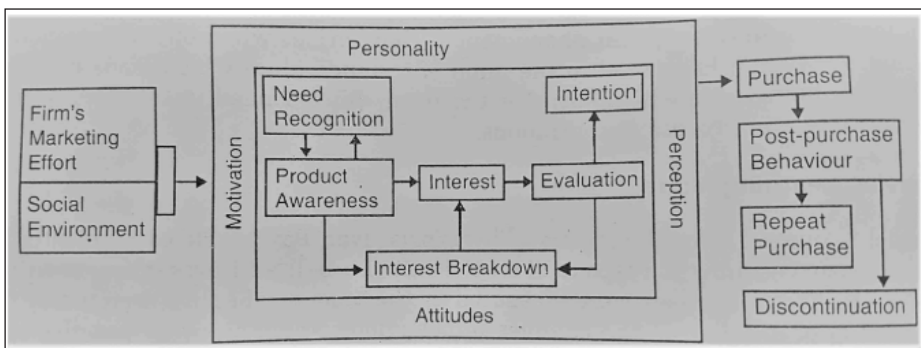 Firm's
Marketing
Effort
Social
Environment
Personality
Motivation
Need
Recognition
Product
Awareness
Interest
Evaluation
Intention
Interest Breakdown
Perception
Attitudes
Purchase
Post-purchase
Behaviour
Repeat
Purchase
Discontinuation